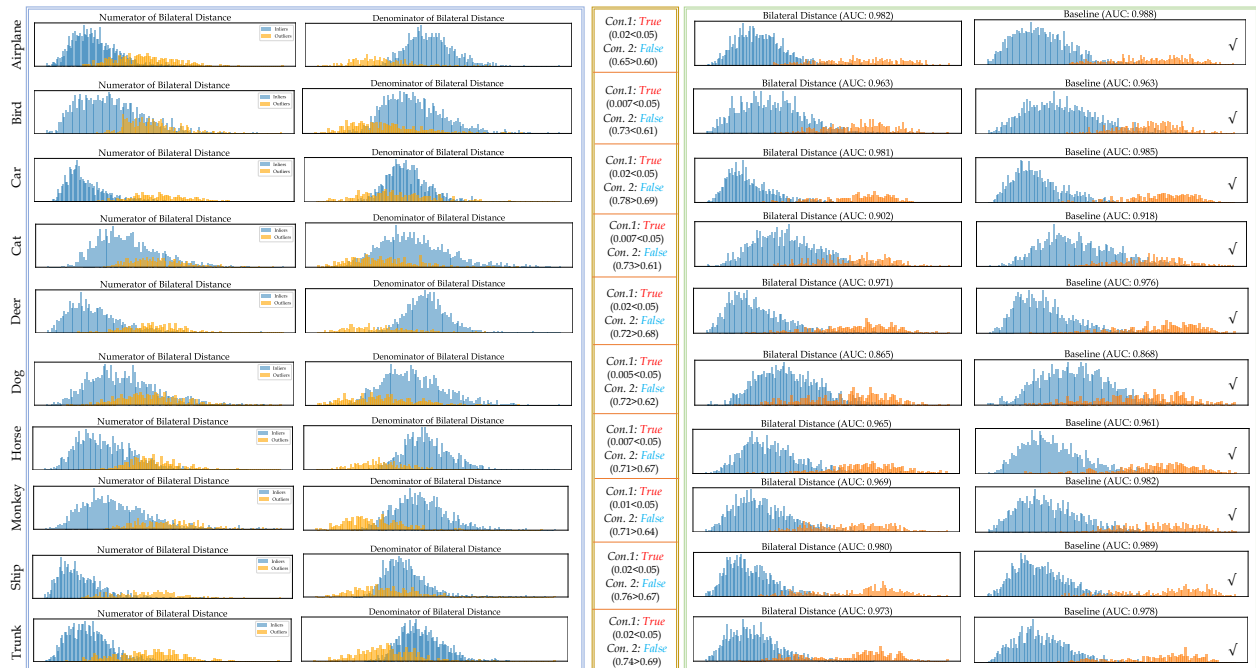 Airplane
Numerator of Bilateral Distance
Inliers
Outliers
Denominator of Bilateral Distance
Con.1: True
(0.02<0.05)
Con. 2: False
(0.65>0.60)
Bilateral Distance (AUC: 0.982)
Baseline (AUC: 0.988)
√
Bird
Numerator of Bilateral Distance
Inliers
Outliers
Denominator of Bilateral Distance
Con.1: True
(0.007<0.05)
Con. 2: False
(0.73<0.61)
Bilateral Distance (AUC: 0.963)
Baseline (AUC: 0.963)
√
Car
Numerator of Bilateral Distance
Inliers
Outliers
Denominator of Bilateral Distance
Con.1: True
(0.02<0.05)
Con. 2: False
(0.78>0.69)
Bilateral Distance (AUC: 0.981)
Baseline (AUC: 0.985)
√
Cat
Numerator of Bilateral Distance
Inliers
Outliers
Denominator of Bilateral Distance
Con.1: True
(0.007<0.05)
Con. 2: False
(0.73>0.61)
Bilateral Distance (AUC: 0.902)
Baseline (AUC: 0.918)
√
Deer
Numerator of Bilateral Distance
Inliers
Outliers
Denominator of Bilateral Distance
Con.1: True
(0.02<0.05)
Con. 2: False
(0.72>0.68)
Bilateral Distance (AUC: 0.971)
Baseline (AUC: 0.976)
√
Dog
Numerator of Bilateral Distance
Inliers
Outliers
Denominator of Bilateral Distance
Con.1: True
(0.005<0.05)
Con. 2: False
(0.72>0.62)
Bilateral Distance (AUC: 0.865)
Baseline (AUC: 0.868)
√
Horse
Numerator of Bilateral Distance
Inliers
Outliers
Denominator of Bilateral Distance
Con.1: True
(0.007<0.05)
Con. 2: False
(0.71>0.67)
Bilateral Distance (AUC: 0.965)
Baseline (AUC: 0.961)
√
Monkey
Numerator of Bilateral Distance
Inliers
Outliers
Denominator of Bilateral Distance
Con.1: True
(0.01<0.05)
Con. 2: False
(0.71>0.64)
Bilateral Distance (AUC: 0.969)
Baseline (AUC: 0.982)
√
Ship
Numerator of Bilateral Distance
Inliers
Outliers
Denominator of Bilateral Distance
Con.1: True
(0.02<0.05)
Con. 2: False
(0.76>0.67)
Bilateral Distance (AUC: 0.980)
Baseline (AUC: 0.989)
√
Trunk
Numerator of Bilateral Distance
Inliers
Outliers
Denominator of Bilateral Distance
Con.1: True
(0.02<0.05)
Con. 2: False
(0.74>0.69)
Bilateral Distance (AUC: 0.973)
Baseline (AUC: 0.978)
√